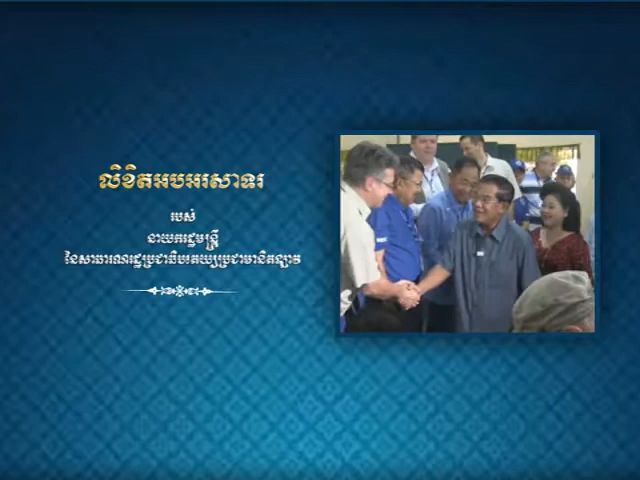 លិខិតអបអរសាទរ
របស់
នាយករដ្ឋមន្ត្រី
នៃសាធារណរដ្ឋប្រជាធិបតេយ្យប្រជាមានិតឡាវ